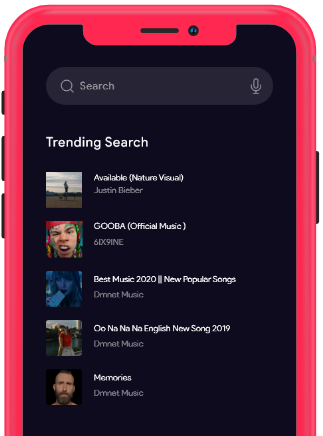 Search
Trending Search
Available (Nature Visual)
Justin Bieber
GOOBA (Official Music )
6IX9INE
Best Music 2020 || New Popular Songs
Dmnet Music
Oo Na Na Na English New Song 2019
Dmnet Music
Memories
Dmnet Music